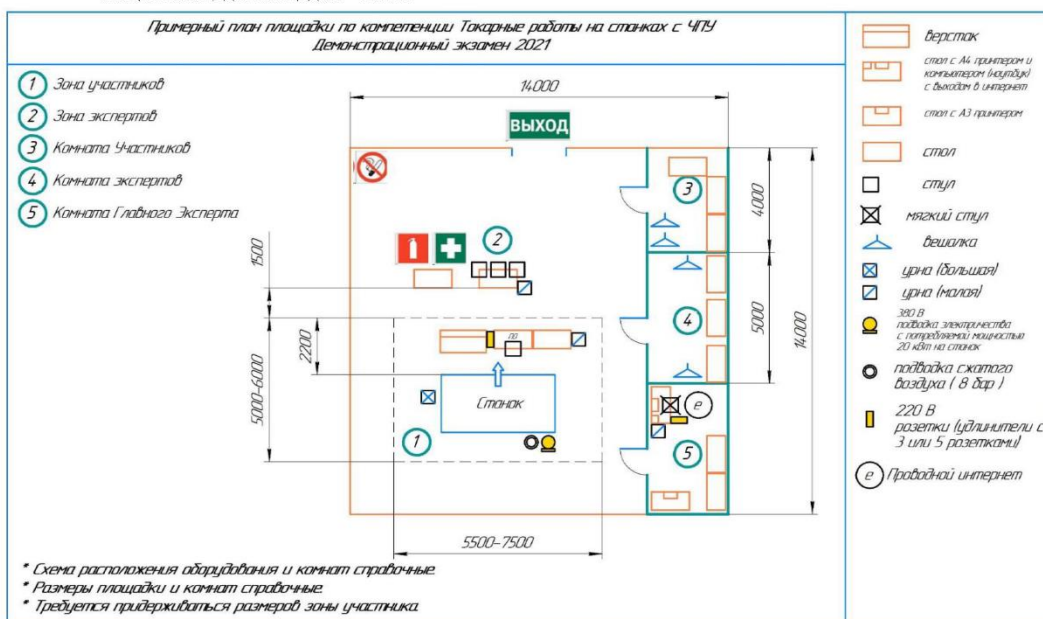 Примерный план площадки по компетенции Токарные работы на станках с ЧПУ
Демонстрационный экзамен 2021
1 Зона участников
2 Зона экспертов
3 Комната Участников
4 Комната экспертов
5 Комната Главного Эксперта
14000
ВЫХОД
3
4000
2
1500
4
5000
14000
2200
5000-6000
ПО
Станок
1
е
5
5500-7500
* Схема расположения оборудования и комнат справочные.
* Размеры площадки и комнат справочные.
* Требуется придерживаться размеров зоны участника.
верстак
стол с А4 принтером и
компьютером (ноутбук)
с выходом в интернет
стол с А3 принтером
стол
стул
мягкий стул
вешалка
урна (большая)
урна (малая)
380 В
подводка электричества
с потребляемой мощностью
20 кВт на станок
подводка сжатого
воздуха ( 8 бар )
220 В
розетки (удлинители с
3 или 5 розетками)
е Проводной интернет